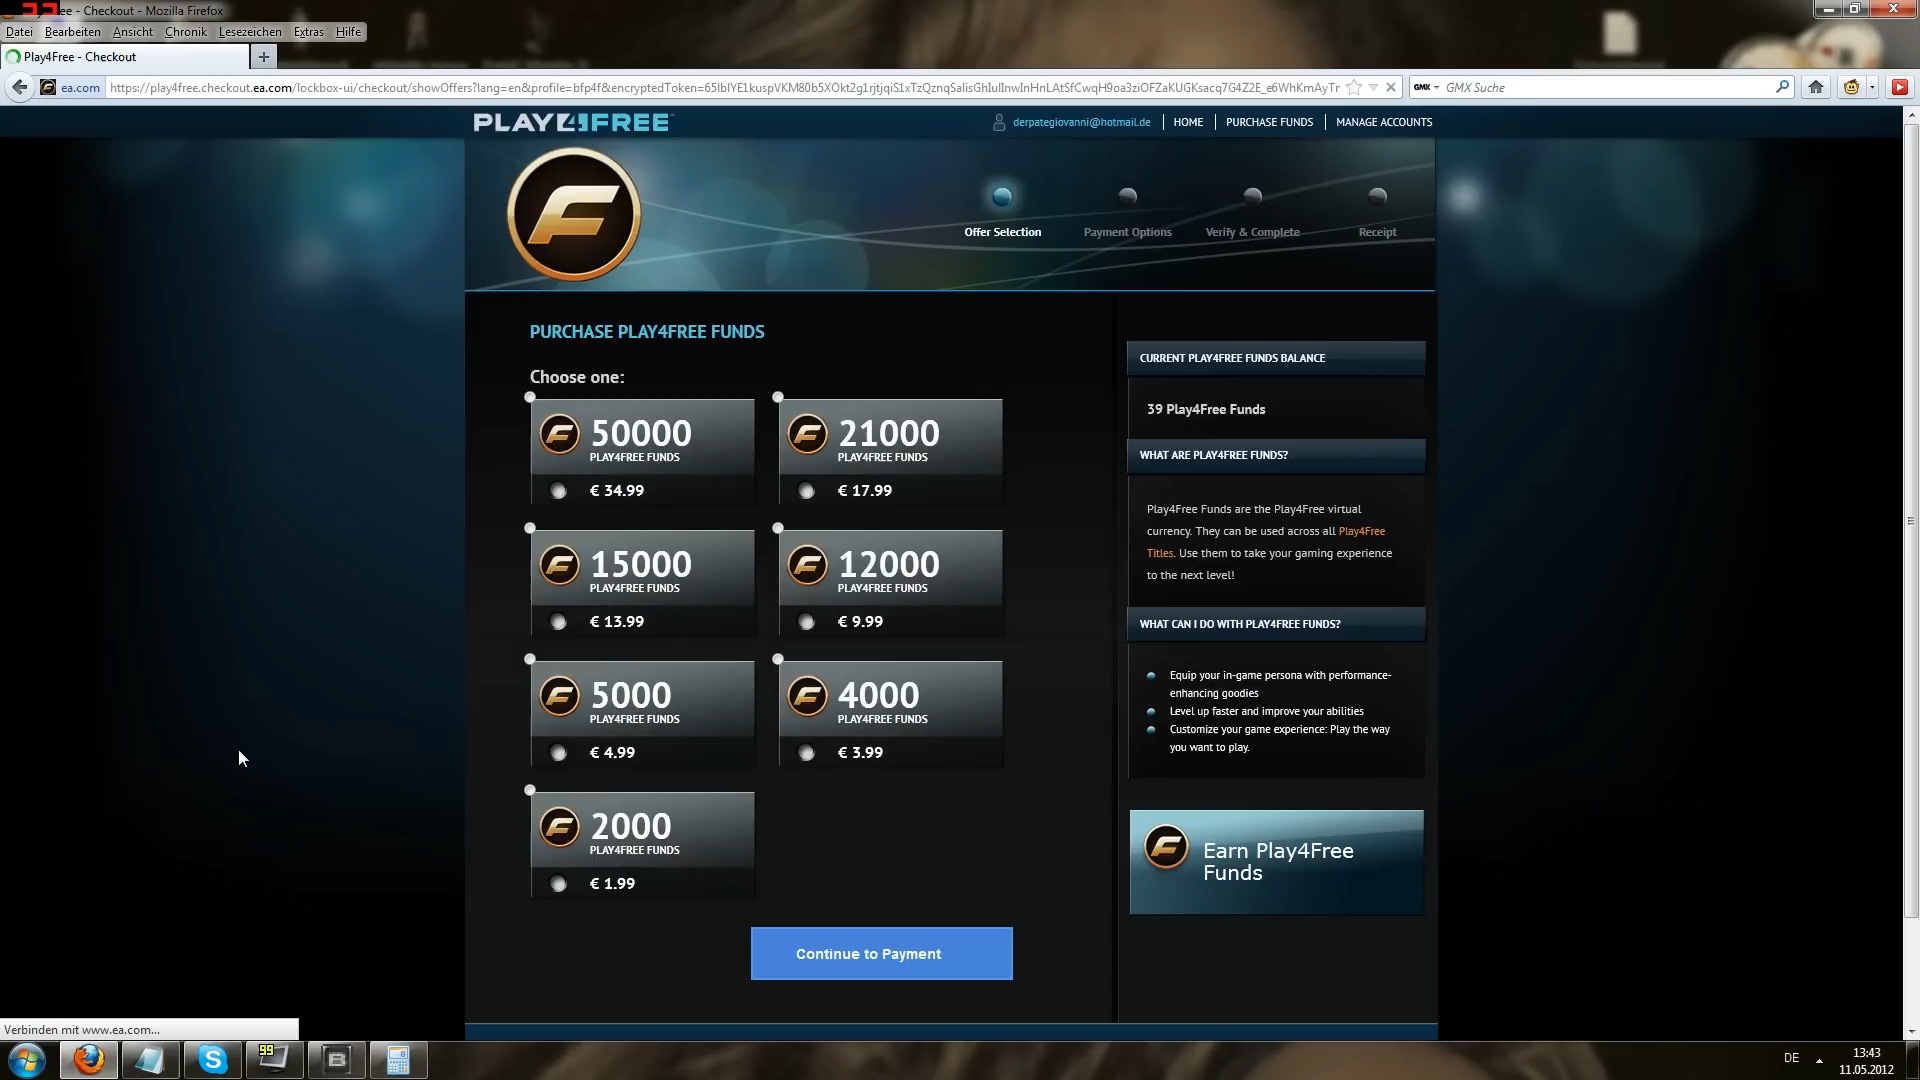 ee - Checkout - Mozilla Firefox
Datei Bearbeiten Ansicht Chronik Lesezeichen Extras Hilfe
Play4Free - Checkout
ea.com
GMX Suche
PLAY4FREE
derpategiovanni@hotmail.de HOME PURCHASE FUNDS MANAGE ACCOUNTS
Offer Selection Payment Options Verify & Complete Receipt
PURCHASE PLAY4FREE FUNDS
Choose one:
50000
PLAY4FREE FUNDS
€ 34.99
21000
PLAY4FREE FUNDS
€ 17.99
15000
PLAY4FREE FUNDS
€ 13.99
12000
PLAY4FREE FUNDS
€ 9.99
5000
PLAY4FREE FUNDS
€ 4.99
4000
PLAY4FREE FUNDS
€ 3.99
2000
PLAY4FREE FUNDS
€ 1.99
Continue to Payment
CURRENT PLAY4FREE FUNDS BALANCE
39 Play4Free Funds
WHAT ARE PLAY4FREE FUNDS?
Play4Free Funds are the Play4Free virtual
currency. They can be used across all Play4Free
Titles. Use them to take your gaming experience
to the next level!
WHAT CAN I DO WITH PLAY4FREE FUNDS?
Equip your in-game persona with performance-
enhancing goodies
Level up faster and improve your abilities
Customize your game experience: Play the way
you want to play.
Earn Play4Free
Funds
Verbinden mit www.ea.com...
99
DE
13:43
11.05.2012